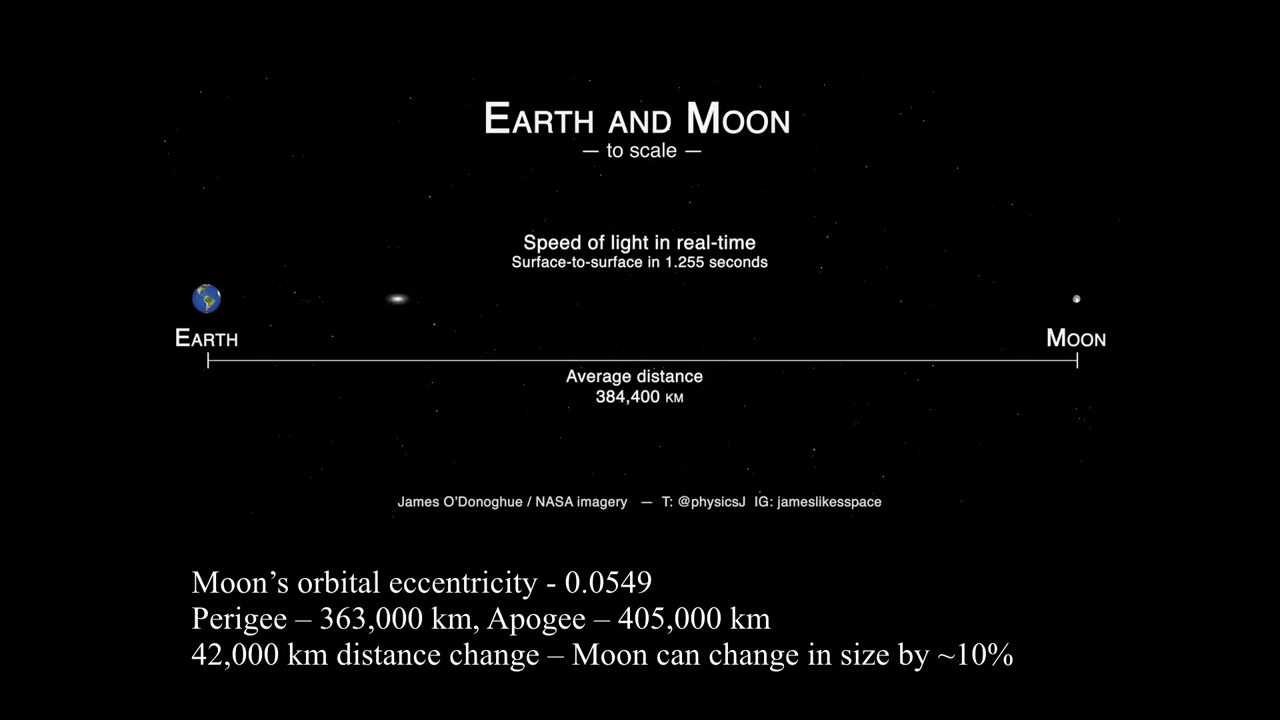 EARTH AND MOON
— to scale —
Speed of light in real-time
Surface-to-surface in 1.255 seconds
EARTH
MOON
Average distance
384,400 KM
James O'Donoghue / NASA imagery — T: @physicsJ IG: jameslikesspace
Moon’s orbital eccentricity - 0.0549
Perigee – 363,000 km, Apogee – 405,000 km
42,000 km distance change – Moon can change in size by ~10%